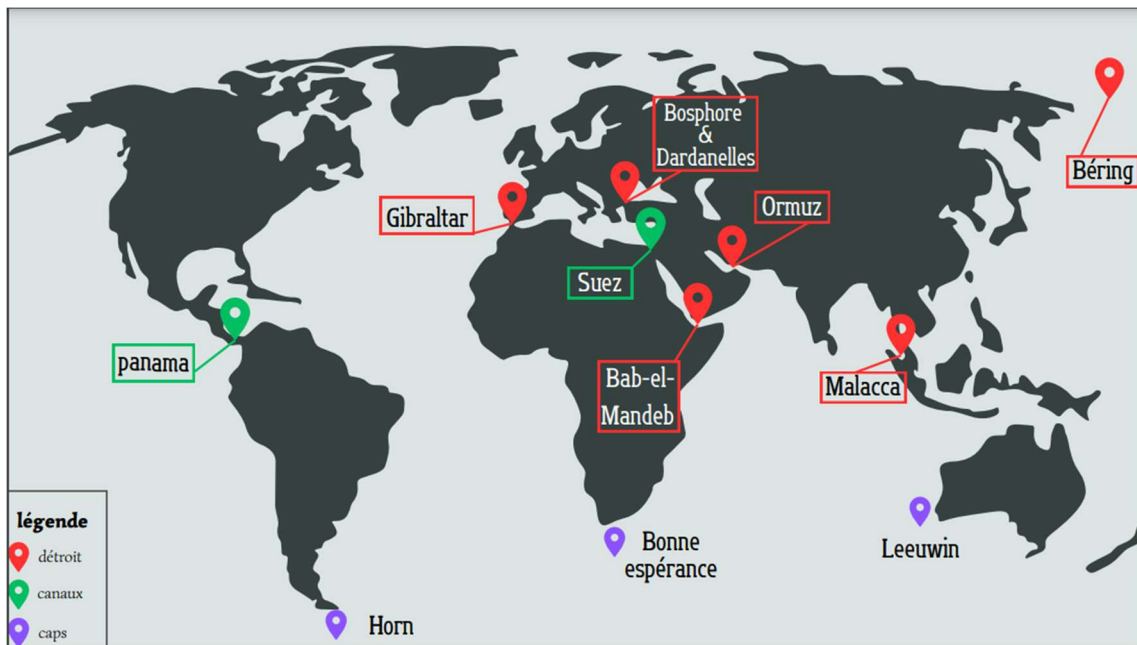 Bosphore
&
Dardanelles
Béring
Gibraltar
Ormuz
Suez
panama
Bab-el-
Mandeb
Malacca
légende
détroit
canaux
caps
Bonne
espérance
Leeuwin
Horn